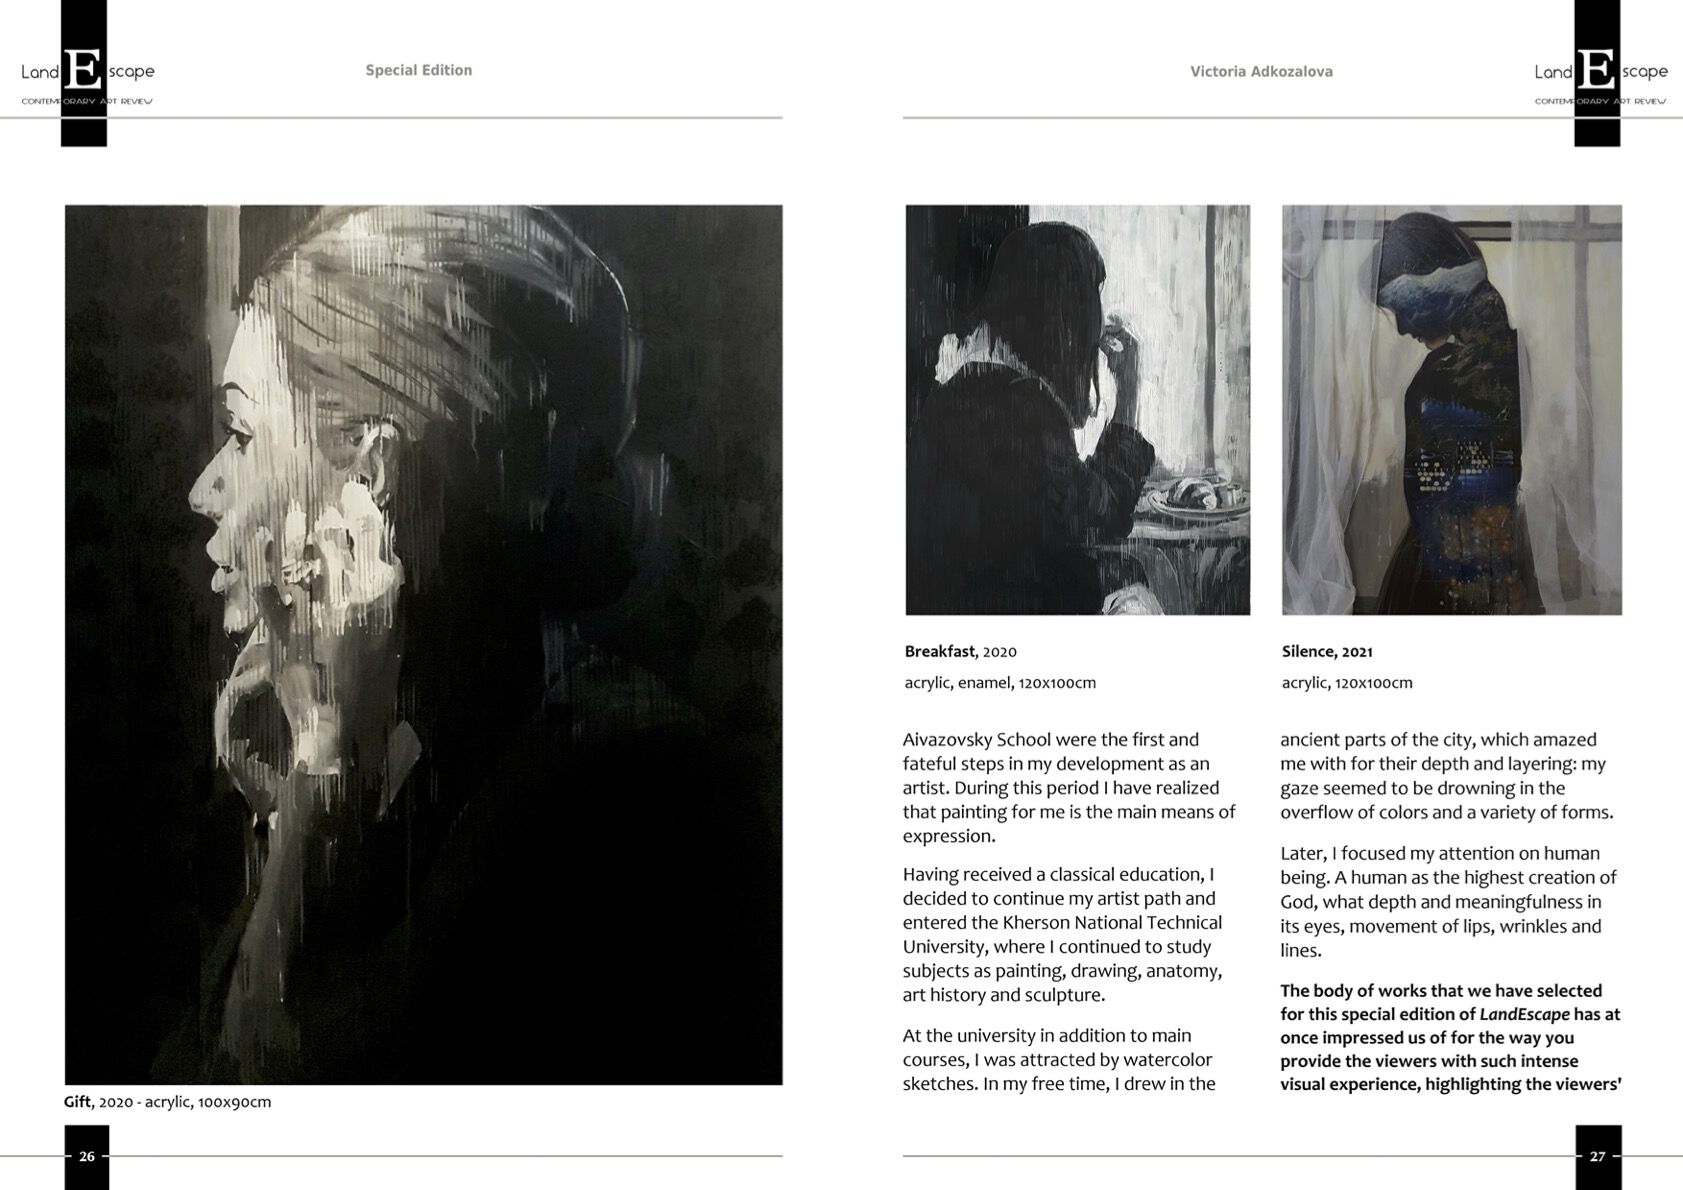 LandEscape
CONTEMPORARY ART REVIEW
Special Edition
Gift, 2020 - acrylic, 100x90cm
26
Victoria Adkozalova
LandEscape
CONTEMPORARY ART REVIEW
Breakfast, 2020
acrylic, enamel, 120x100cm
Silence, 2021
acrylic, 120x100cm
Aivazovsky School were the first and
fateful steps in my development as an
artist. During this period I have realized
that painting for me is the main means of
expression.
Having received a classical education, I
decided to continue my artist path and
entered the Kherson National Technical
University, where I continued to study
subjects as painting, drawing, anatomy,
art history and sculpture.
At the university in addition to main
courses, I was attracted by watercolor
sketches. In my free time, I drew in the
ancient parts of the city, which amazed
me with for their depth and layering: my
gaze seemed to be drowning in the
overflow of colors and a variety of forms.
Later, I focused my attention on human
being. A human as the highest creation of
God, what depth and meaningfulness in
its eyes, movement of lips, wrinkles and
lines.
The body of works that we have selected
for this special edition of LandEscape has at
once impressed us of for the way you
provide the viewers with such intense
visual experience, highlighting the viewers'
27